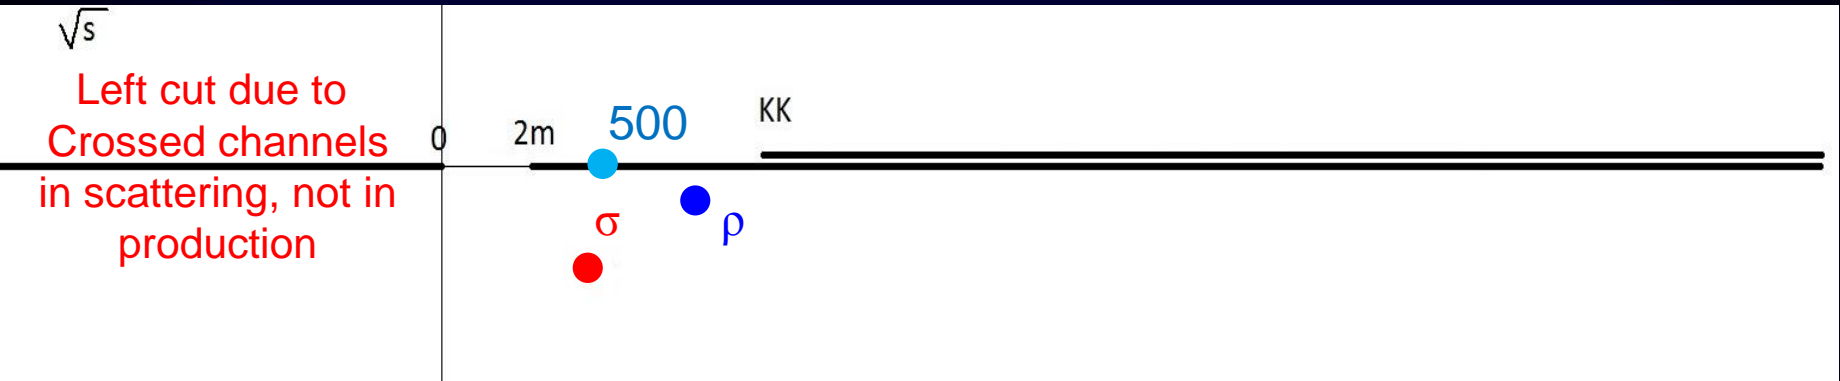 √s
Left cut due to
Crossed channels
in scattering, not in
production
0
2m
500
KK
σ
ρ